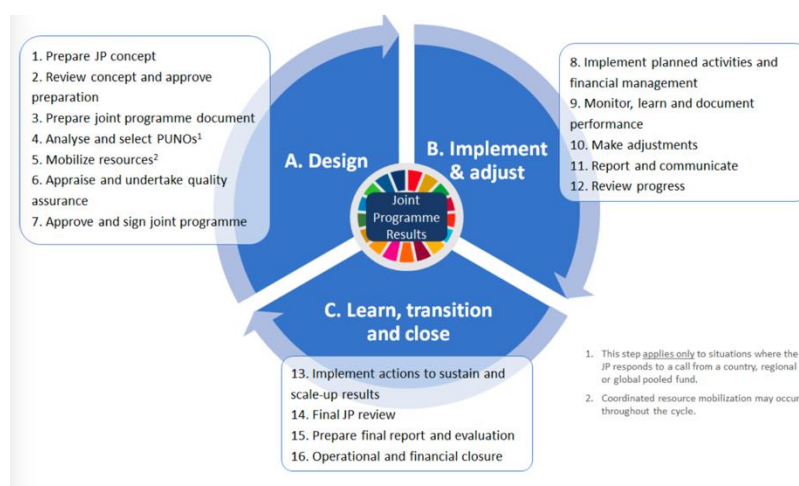 1. Prepare JP concept
2. Review concept and approve
preparation
3. Prepare joint programme document
4. Analyse and select PUNOs¹
5. Mobilize resources²
6. Appraise and undertake quality
assurance
7. Approve and sign joint programme
A. Design
B. Implement
& adjust
8. Implement planned activities and
financial management
9. Monitor, learn and document
performance
10. Make adjustments
11. Report and communicate
12. Review progress
Joint
Programme
Results
C. Learn, transition
and close
13. Implement actions to sustain and
scale-up results
14. Final JP review
15. Prepare final report and evaluation
16. Operational and financial closure
1. This step applies only to situations where the
JP responds to a call from a country, regional
or global pooled fund.
2. Coordinated resource mobilization may occur
throughout the cycle.